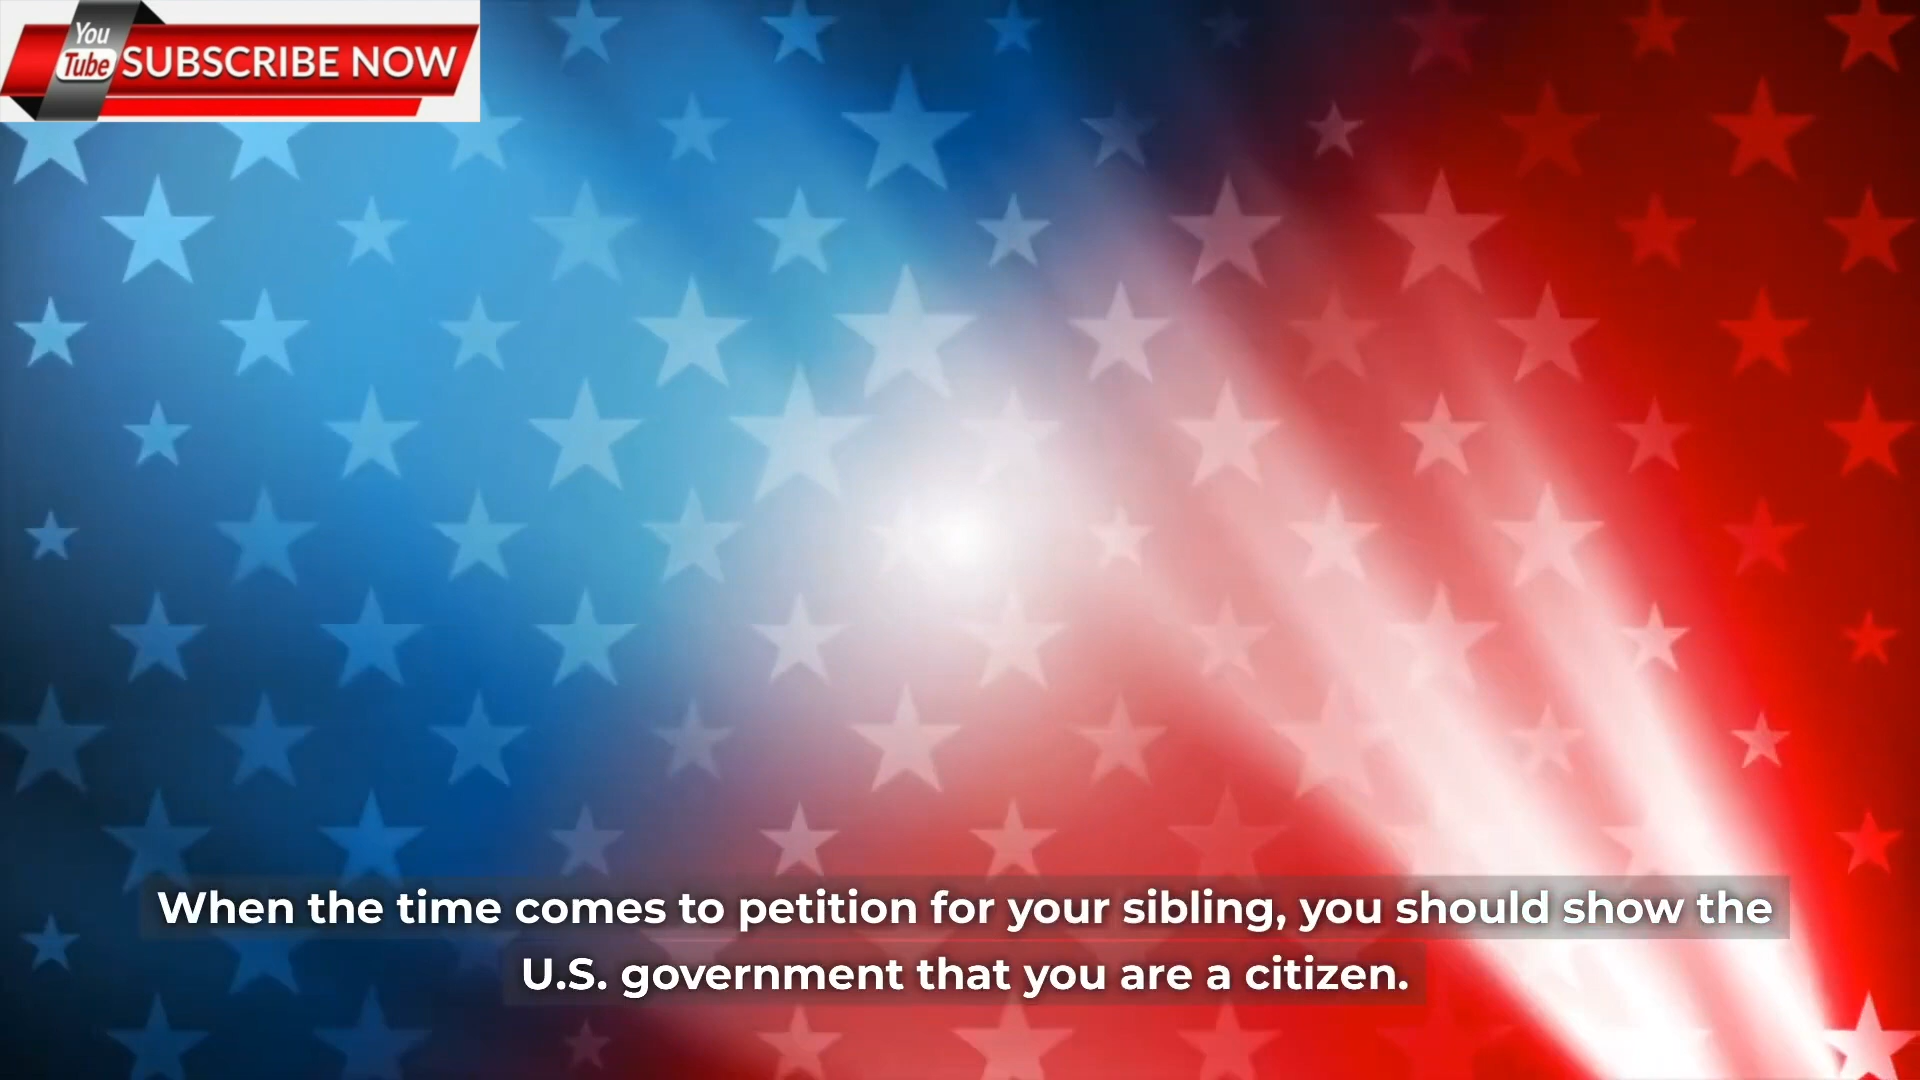 You
Tube
SUBSCRIBE NOW
When the time comes to petition for your sibling, you should show the
U.S. government that you are a citizen.